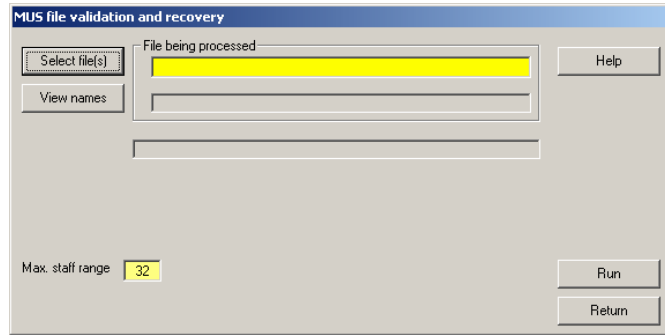 MUS file validation and recovery
File being processed
Select file(s)
Help
View names
Max. staff range 32
Run
Return